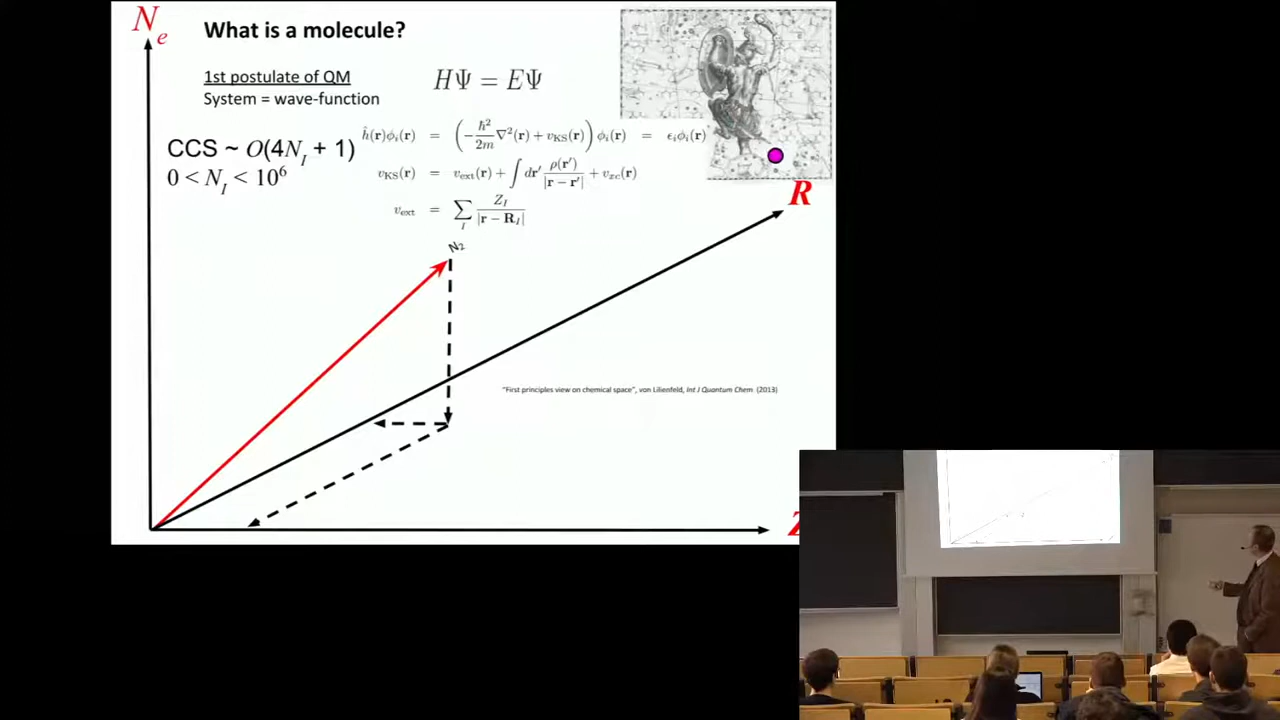 N_e
What is a molecule?
1st postulate of QM
System = wave-function
HΨ = EΨ
CCS ~ O(4N_I + 1)
0 < N_I < 10^6
ĥ(r)ϕ_i(r) = (−ℏ²/2m ∇²(r) + v_KS(r)) ϕ_i(r) = ϵ_iϕ_i(r)
v_KS(r) = v_ext(r) + ∫ dr′ ρ(r′)/|r − r′| + v_xc(r)
v_ext = ∑_I Z_I/|r − R_I|
R
N₂
"First principles view on chemical space", von Lilienfeld, Int J Quantum Chem (2013)
Z